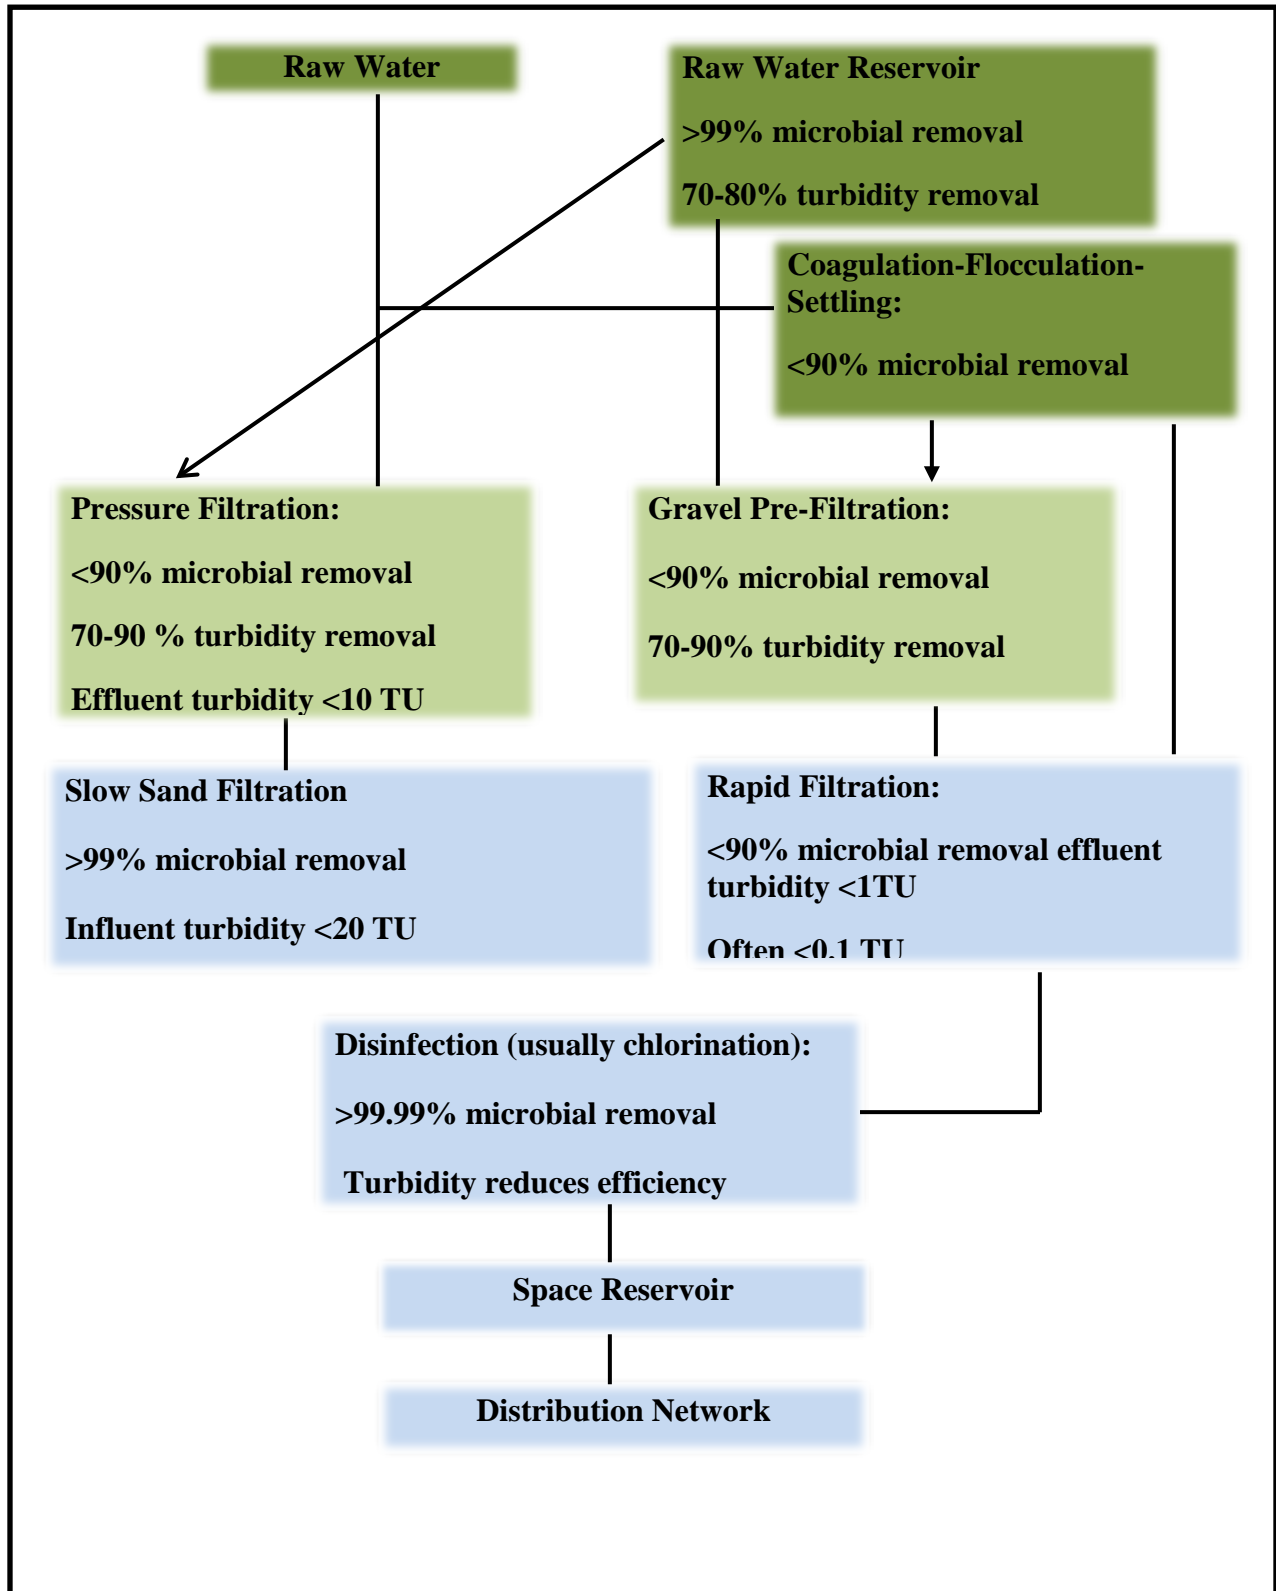 Raw Water
Raw Water Reservoir
>99% microbial removal
70-80% turbidity removal
Coagulation-Flocculation-
Settling:
<90% microbial removal
Pressure Filtration:
<90% microbial removal
70-90 % turbidity removal
Effluent turbidity <10 TU
Gravel Pre-Filtration:
<90% microbial removal
70-90% turbidity removal
Slow Sand Filtration
>99% microbial removal
Influent turbidity <20 TU
Rapid Filtration:
<90% microbial removal effluent
turbidity <1TU
Often <0.1 TU
Disinfection (usually chlorination):
>99.99% microbial removal
Turbidity reduces efficiency
Space Reservoir
Distribution Network